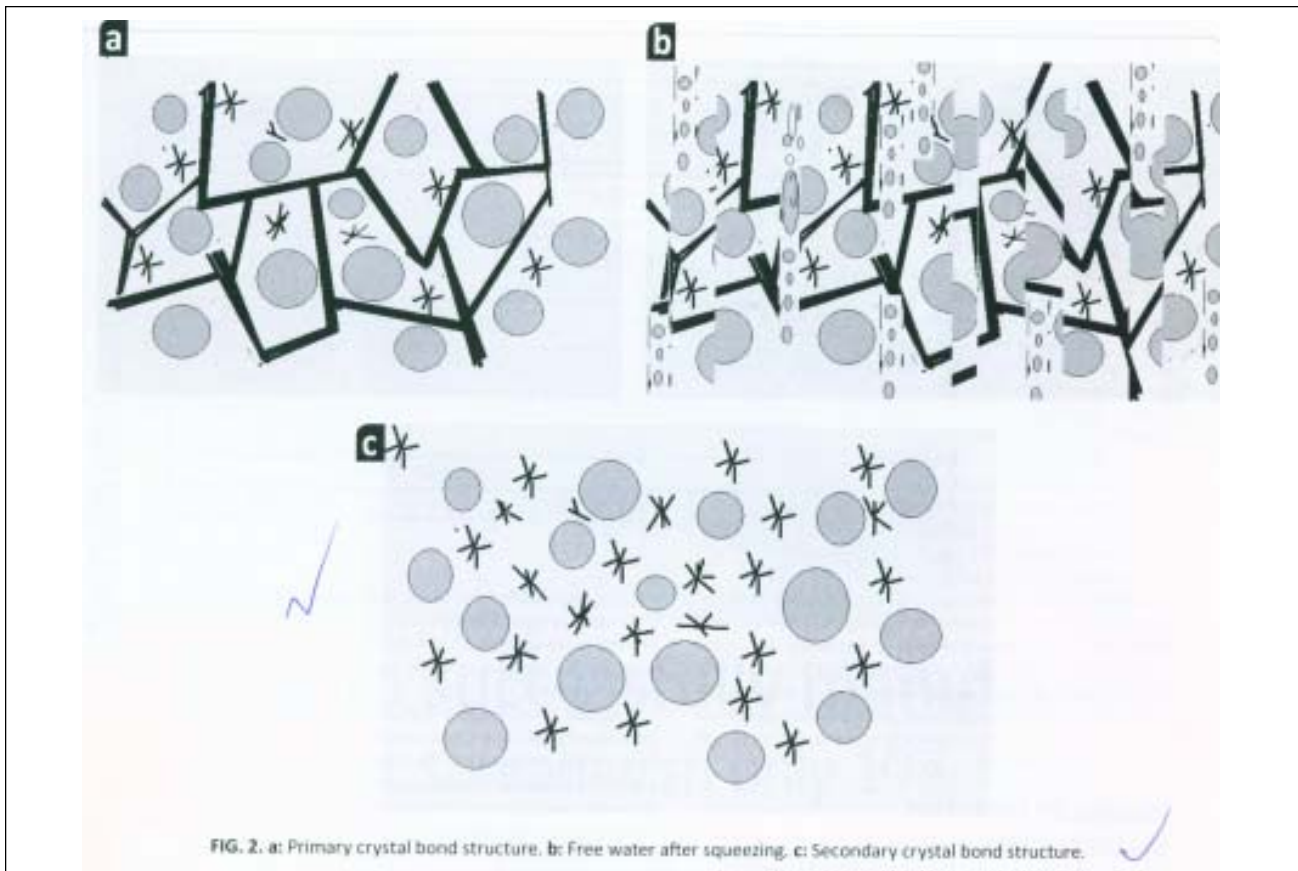 a
b
c
FIG. 2. a: Primary crystal bond structure. b: Free water after squeezing. c: Secondary crystal bond structure.